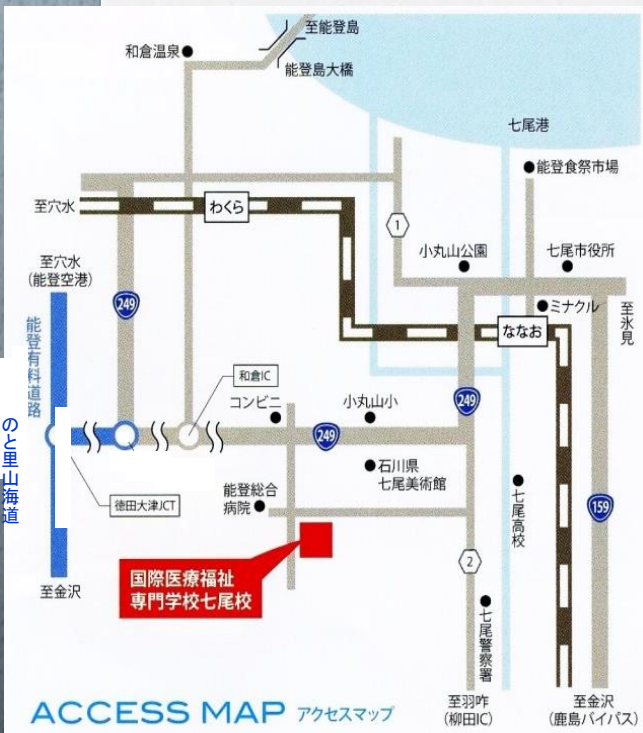 至能登島
和倉温泉
能登島大橋
七尾港
能登食祭市場
至穴水
わくら
1
小丸山公園
七尾市役所
至穴水
(能登空港)
249
ミナクル
至氷見
ななお
能登有料道路
和倉IC
コンビニ
小丸山小
249
249
のと里山海道
石川県
七尾美術館
徳田大津JCT
能登総合
病院
七尾高校
159
国際医療福祉
専門学校七尾校
2
至金沢
七尾警察署
至羽咋
(柳田IC)
至金沢
(鹿島バイパス)
ACCESS MAP アクセスマップ